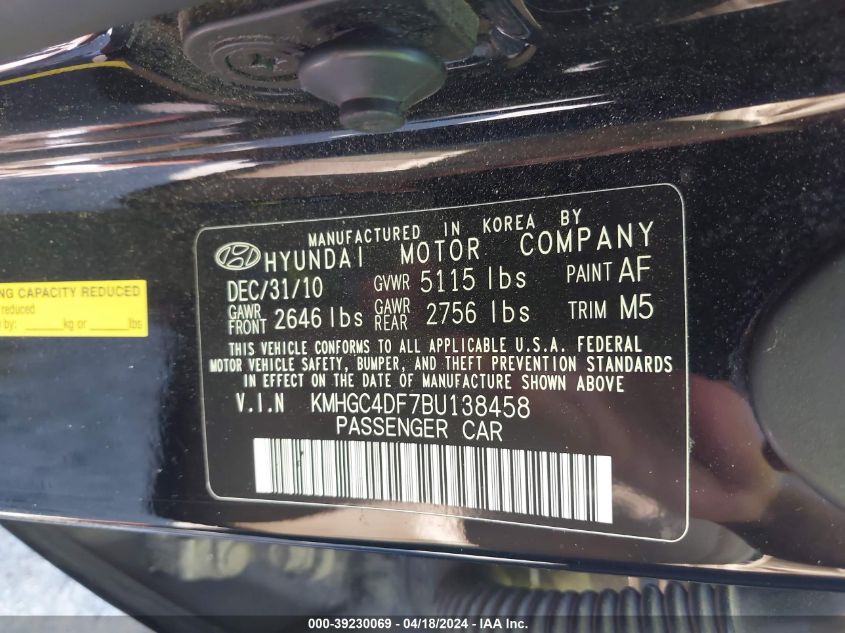 MANUFACTURED IN KOREA BY
HYUNDAI MOTOR COMPANY
DEC/31/10 GVWR 5115 lbs PAINT AF
GAWR FRONT 2646 lbs GAWR REAR 2756 lbs TRIM M5
THIS VEHICLE CONFORMS TO ALL APPLICABLE U.S.A. FEDERAL
MOTOR VEHICLE SAFETY, BUMPER, AND THEFT PREVENTION STANDARDS
IN EFFECT ON THE DATE OF MANUFACTURE SHOWN ABOVE
V.I.N KMHGC4DF7BU138458
PASSENGER CAR
NG CAPACITY REDUCED
reduced
by: ______kg or ______lbs
000-39230069 - 04/18/2024 - IAA Inc.